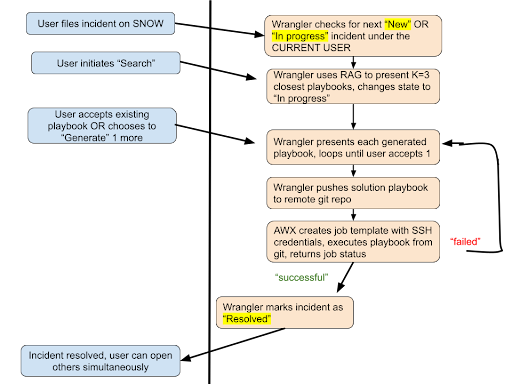 User files incident on SNOW
Wrangler checks for next "New" OR
"In progress" incident under the
CURRENT USER
User initiates "Search"
Wrangler uses RAG to present K=3
closest playbooks, changes state to
"In progress"
User accepts existing
playbook OR chooses to
"Generate" 1 more
Wrangler presents each generated
playbook, loops until user accepts 1
Wrangler pushes solution playbook
to remote git repo
AWX creates job template with SSH
credentials, executes playbook from
git, returns job status
"failed"
"successful"
Wrangler marks incident as
"Resolved"
Incident resolved, user can open
others simultaneously